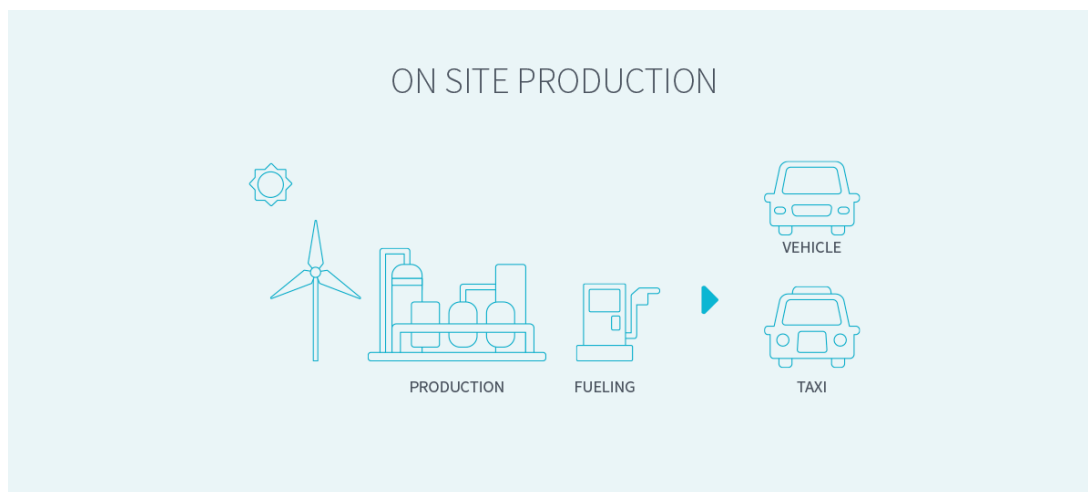 ON SITE PRODUCTION
VEHICLE
PRODUCTION
FUELING
TAXI